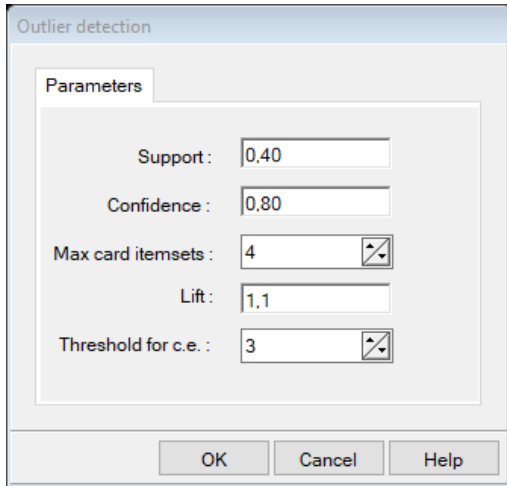 Outlier detection
Parameters
Support : 0,40
Confidence : 0,80
Max card itemsets : 4
Lift : 1,1
Threshold for c.e. : 3
OK Cancel Help